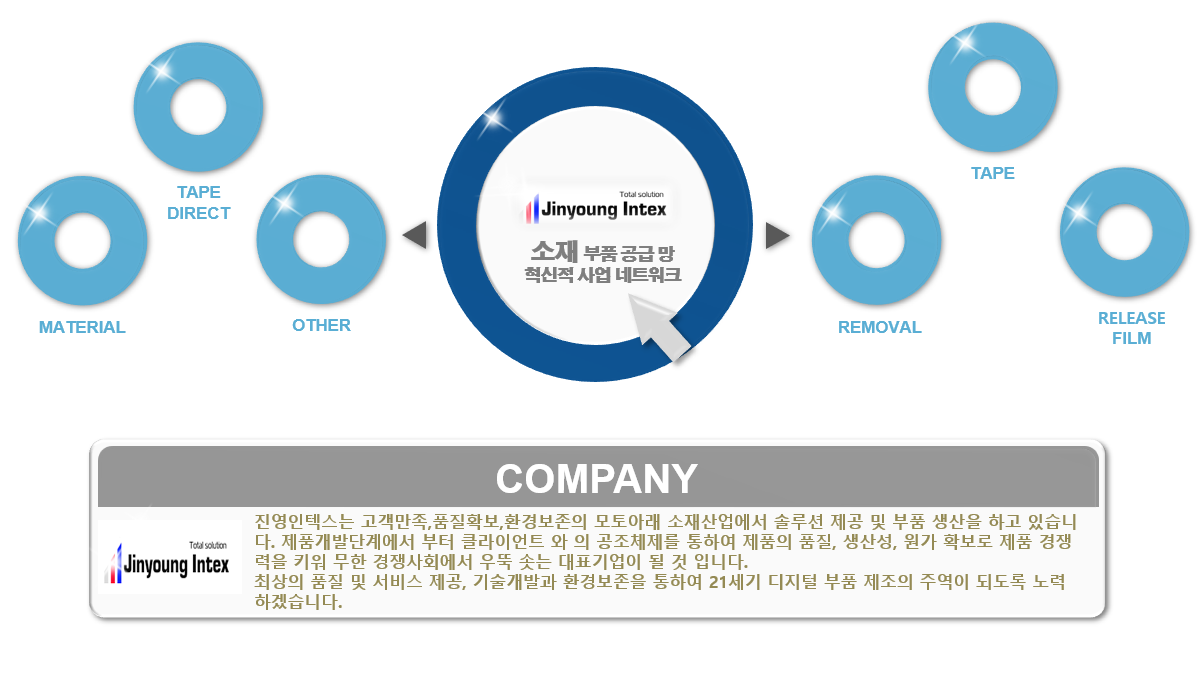 TAPE
DIRECT
MATERIAL
OTHER
Total solution
Jinyoung Intex
소재 부품 공급 망
혁신적 사업 네트워크
TAPE
REMOVAL
RELEASE
FILM
COMPANY
Total solution
Jinyoung Intex
진영인텍스는 고객만족,품질확보,환경보존의 모토아래 소재산업에서 솔루션 제공 및 부품 생산을 하고 있습니
다. 제품개발단계에서 부터 클라이언트 와 의 공조체제를 통하여 제품의 품질, 생산성, 원가 확보로 제품 경쟁
력을 키워 무한 경쟁사회에서 우뚝 솟는 대표기업이 될 것 입니다.
최상의 품질 및 서비스 제공, 기술개발과 환경보존을 통하여 21세기 디지털 부품 제조의 주역이 되도록 노력
하겠습니다.